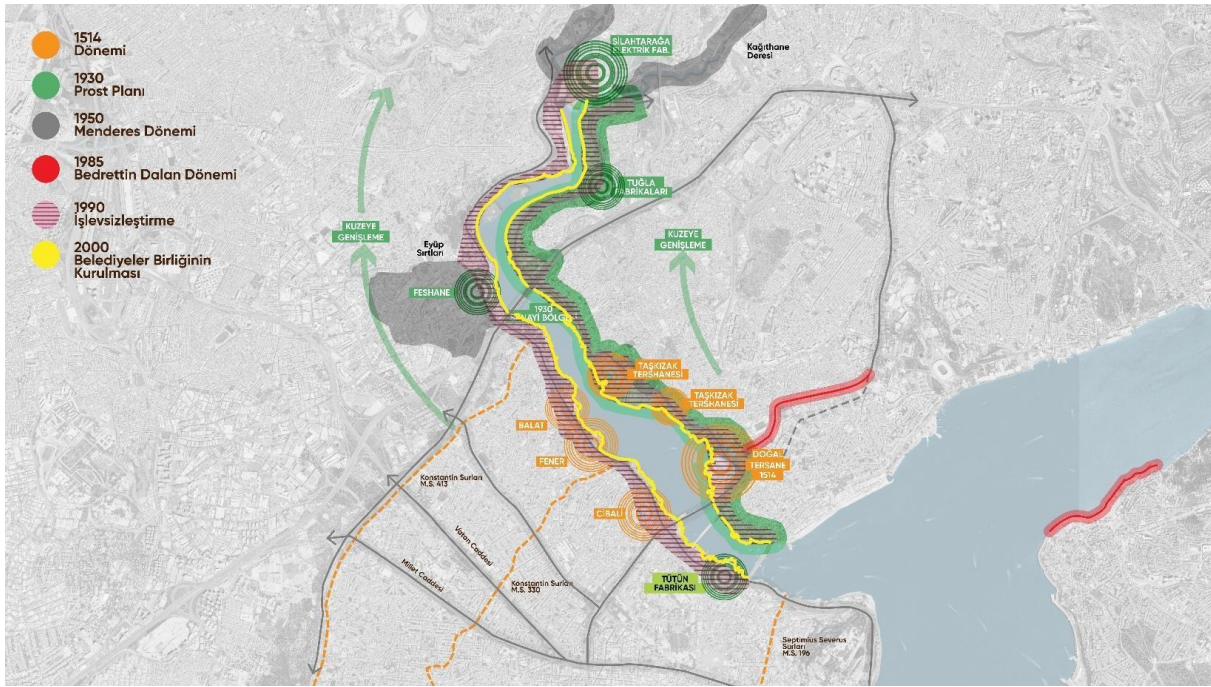 1514
Dönemi
1930
Prost Planı
1950
Menderes Dönemi
1985
Bedrettin Dalan Dönemi
1990
İşlevsizleştirme
2000
Belediyeler Birliğinin
Kurulması
SİLAHTARAĞA
ELEKTRİK FAB.
Kağıthane
Deresi
TUĞLA
FABRİKALARI
KUZEYE
GENİŞLEME
Eyüp
Sırtları
KUZEYE
GENİŞLEME
FESHANE
1930
SANAYİ BÖLG
TAŞKIZAK
TERSHANESİ
TAŞKIZAK
TERSHANESİ
BALAT
FENER
DOĞAL
TERSANE
1514
Konstantin Surları
M.S. 413
CİBALİ
Vatan Caddesi
Millet Caddesi
Konstantin Surları
M.S. 330
TÜTÜN
FABRİKASI
Septimius Severus
Surları
M.S. 196